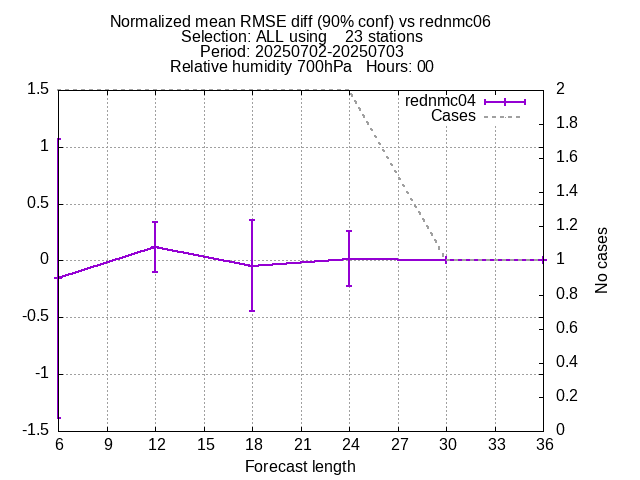 Normalized mean RMSE diff (90% conf) vs rednmc06
Selection: ALL using    23 stations
Period: 20250702-20250703
Relative humidity 700hPa   Hours: 00
rednmc04
Cases
1.5
1
0.5
0
-0.5
-1
-1.5
2
1.8
1.6
1.4
1.2
1
0.8
0.6
0.4
0.2
0
No cases
6 9 12 15 18 21 24 27 30 33 36
Forecast length